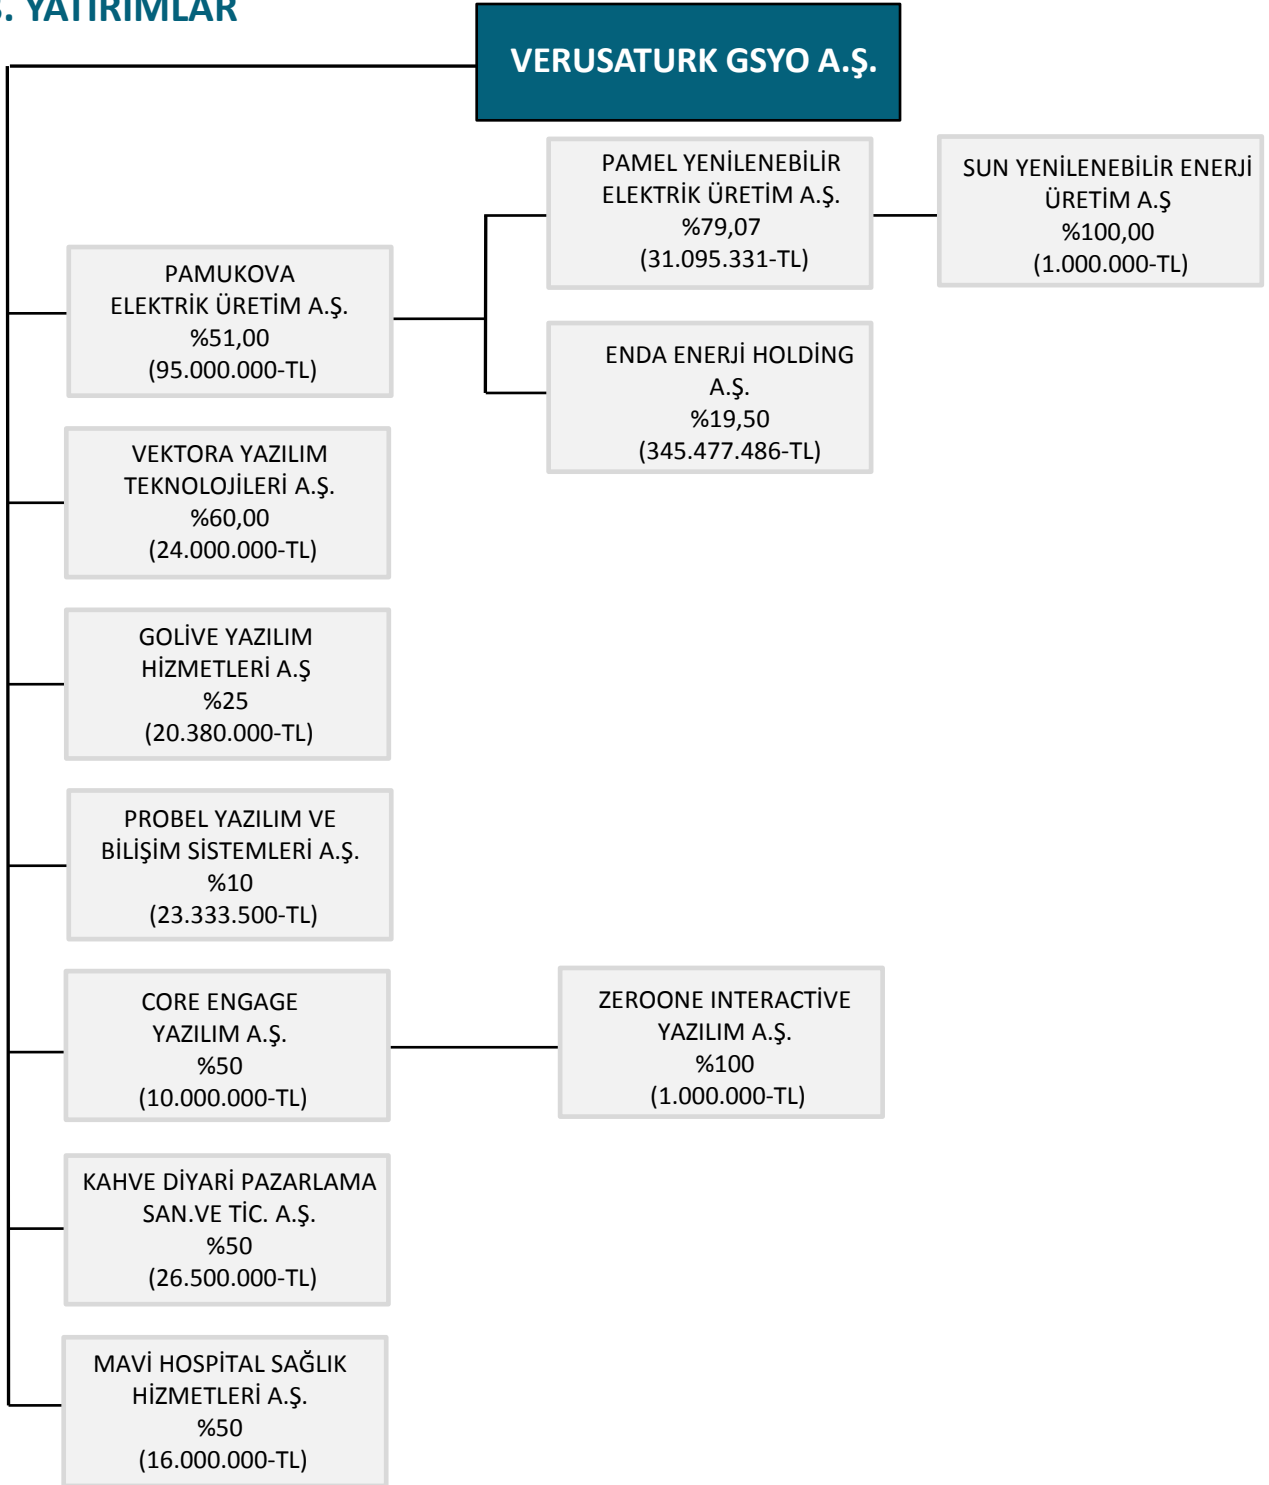 . YATIRIMLAR
VERUSATURK GSYO A.Ş.
PAMEL YENİLENEBİLİR
ELEKTRİK ÜRETİM A.Ş.
%79,07
(31.095.331-TL)
SUN YENİLENEBİLİR ENERJİ
ÜRETİM A.Ş
%100,00
(1.000.000-TL)
PAMUKOVA
ELEKTRİK ÜRETİM A.Ş.
%51,00
(95.000.000-TL)
ENDA ENERJİ HOLDİNG
A.Ş.
%19,50
(345.477.486-TL)
VEKTORA YAZILIM
TEKNOLOJİLERİ A.Ş.
%60,00
(24.000.000-TL)
GOLİVE YAZILIM
HİZMETLERİ A.Ş
%25
(20.380.000-TL)
PROBEL YAZILIM VE
BİLİŞİM SİSTEMLERİ A.Ş.
%10
(23.333.500-TL)
CORE ENGAGE
YAZILIM A.Ş.
%50
(10.000.000-TL)
ZEROONE INTERACTİVE
YAZILIM A.Ş.
%100
(1.000.000-TL)
KAHVE DİYARİ PAZARLAMA
SAN.VE TİC. A.Ş.
%50
(26.500.000-TL)
MAVİ HOSPİTAL SAĞLIK
HİZMETLERİ A.Ş.
%50
(16.000.000-TL)